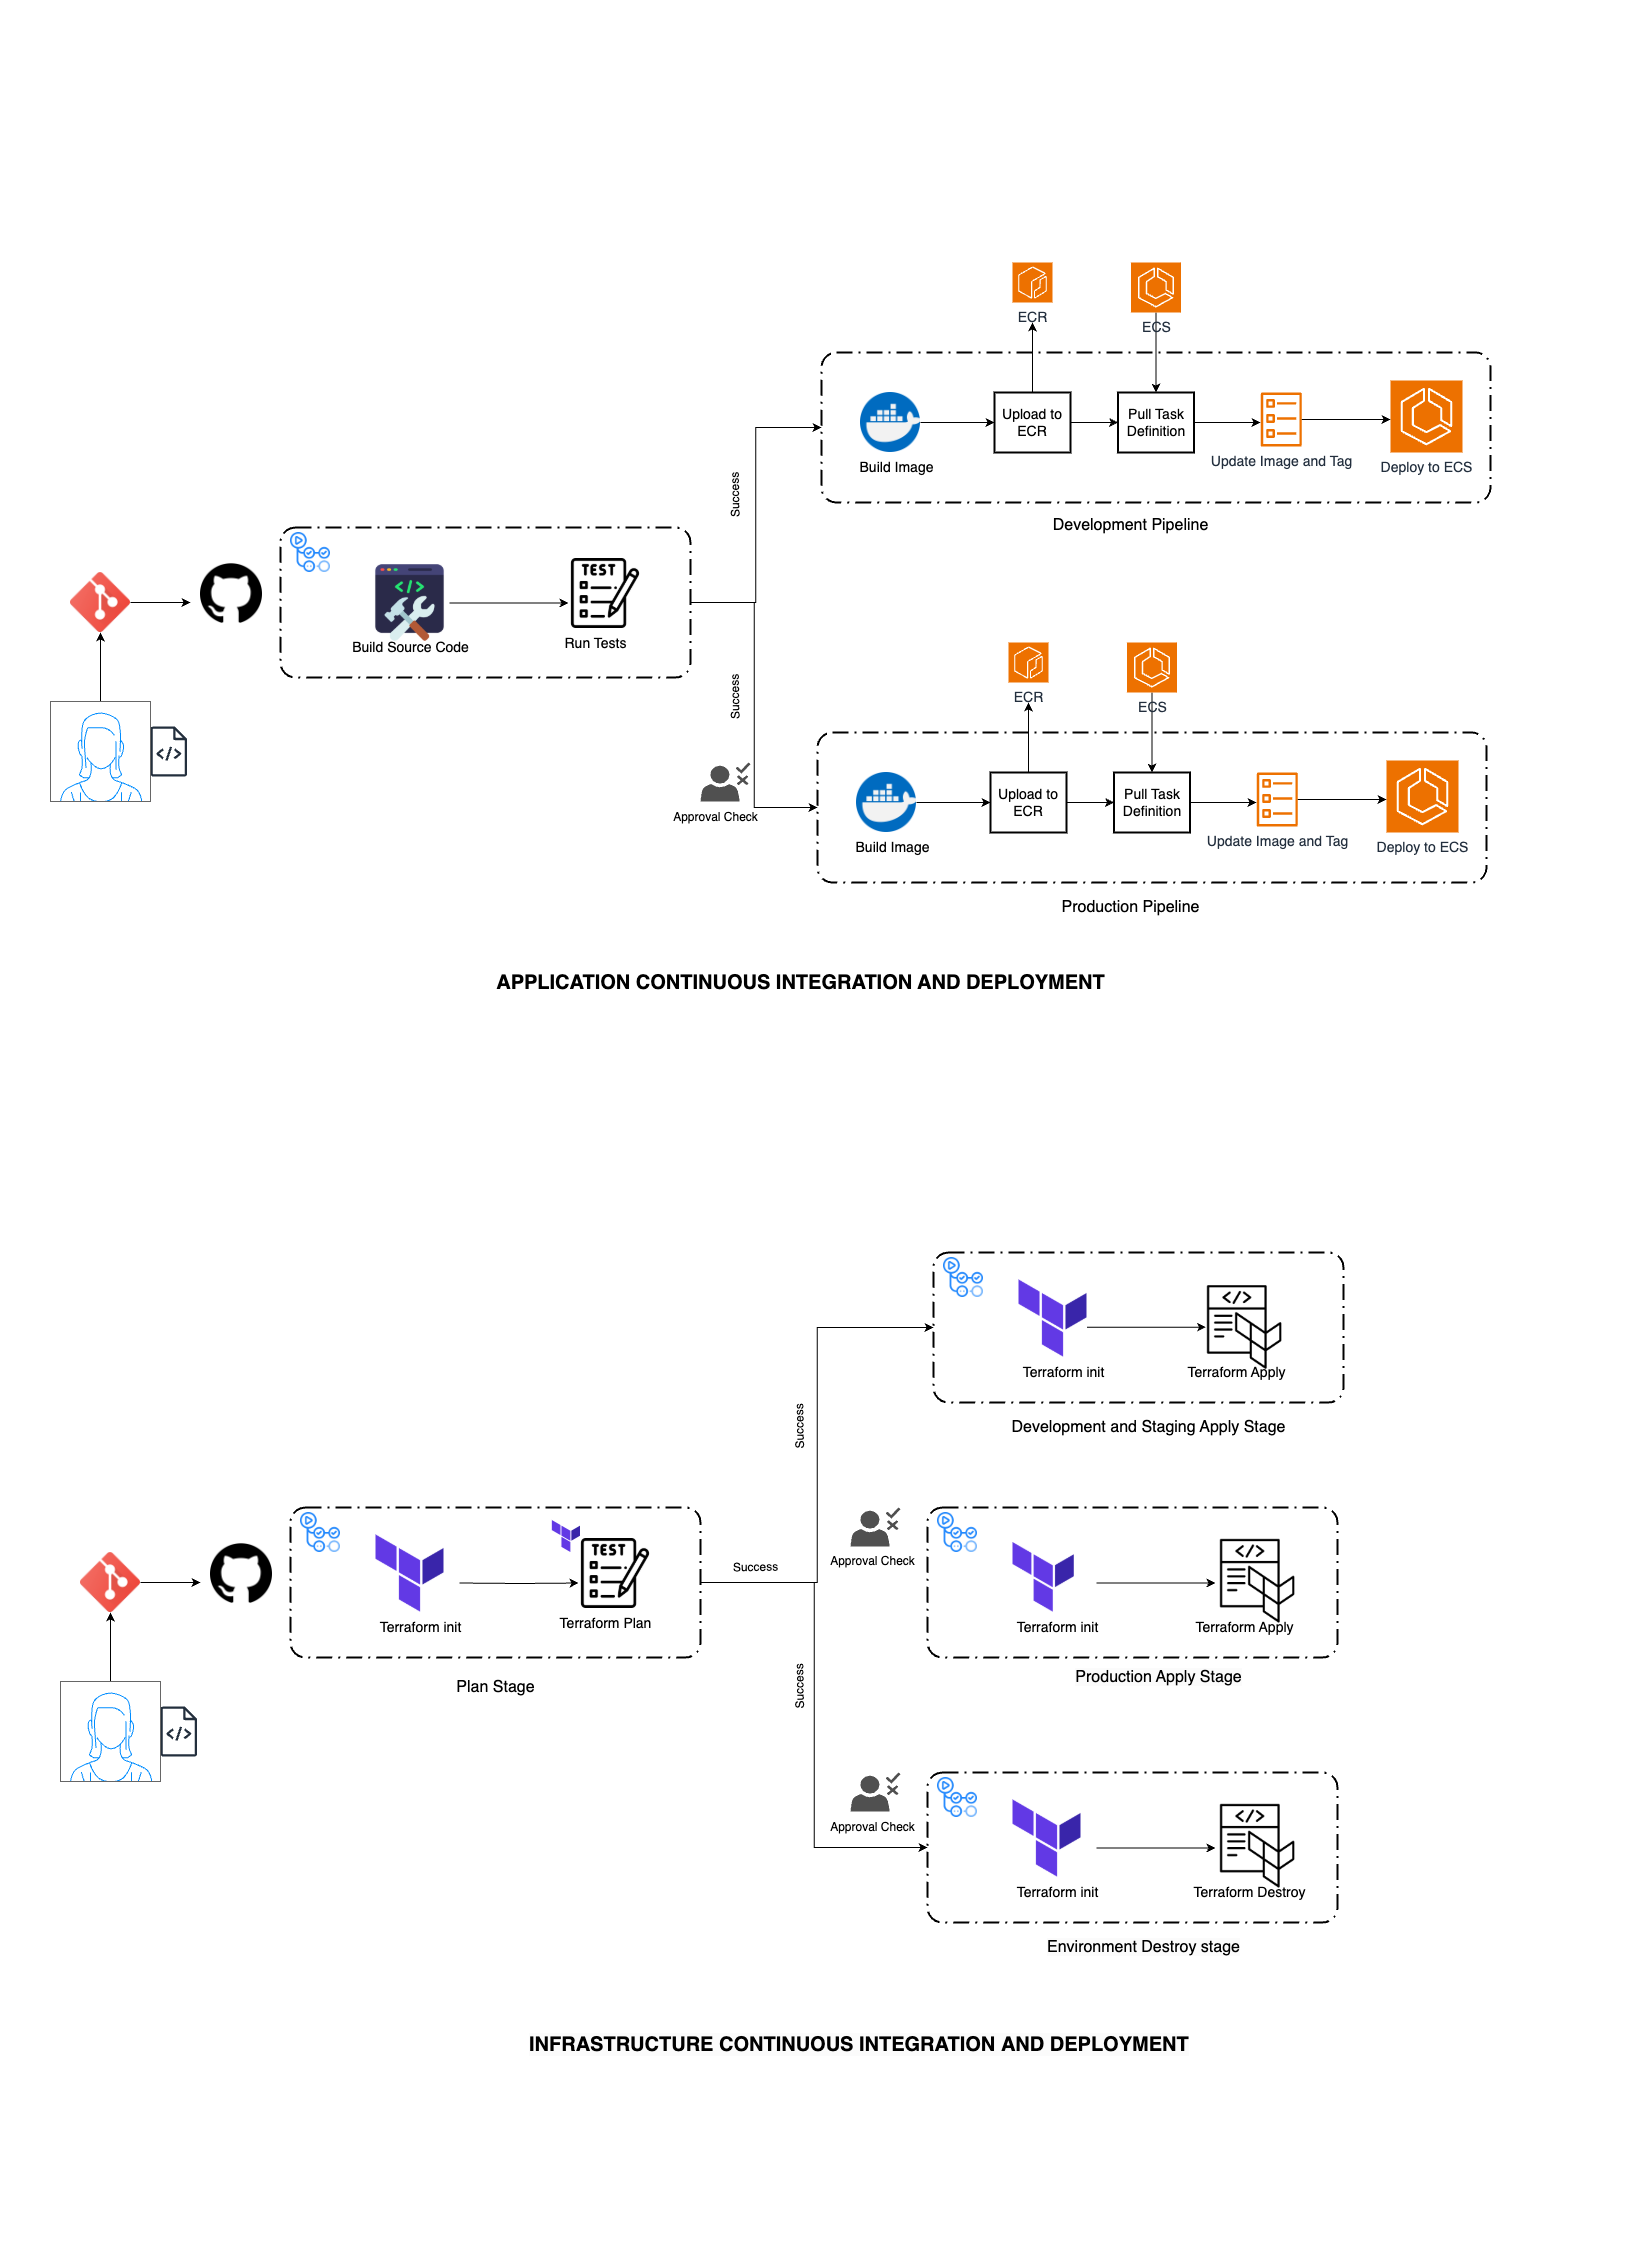 ECR
ECS
Upload to
ECR
Pull Task
Definition
Build Image
Update Image and Tag
Deploy to ECS
Development Pipeline
Success
</>
TEST
Build Source Code
Run Tests
</>
Success
Approval Check
ECR
ECS
Upload to
ECR
Pull Task
Definition
Build Image
Update Image and Tag
Deploy to ECS
Production Pipeline
APPLICATION CONTINUOUS INTEGRATION AND DEPLOYMENT
</>
Terraform init
Terraform Apply
Development and Staging Apply Stage
Success
TEST
Terraform init
Terraform Plan
Plan Stage
Success
Approval Check
</>
Terraform init
Terraform Apply
Production Apply Stage
</>
Success
Approval Check
</>
Terraform init
Terraform Destroy
Environment Destroy stage
INFRASTRUCTURE CONTINUOUS INTEGRATION AND DEPLOYMENT